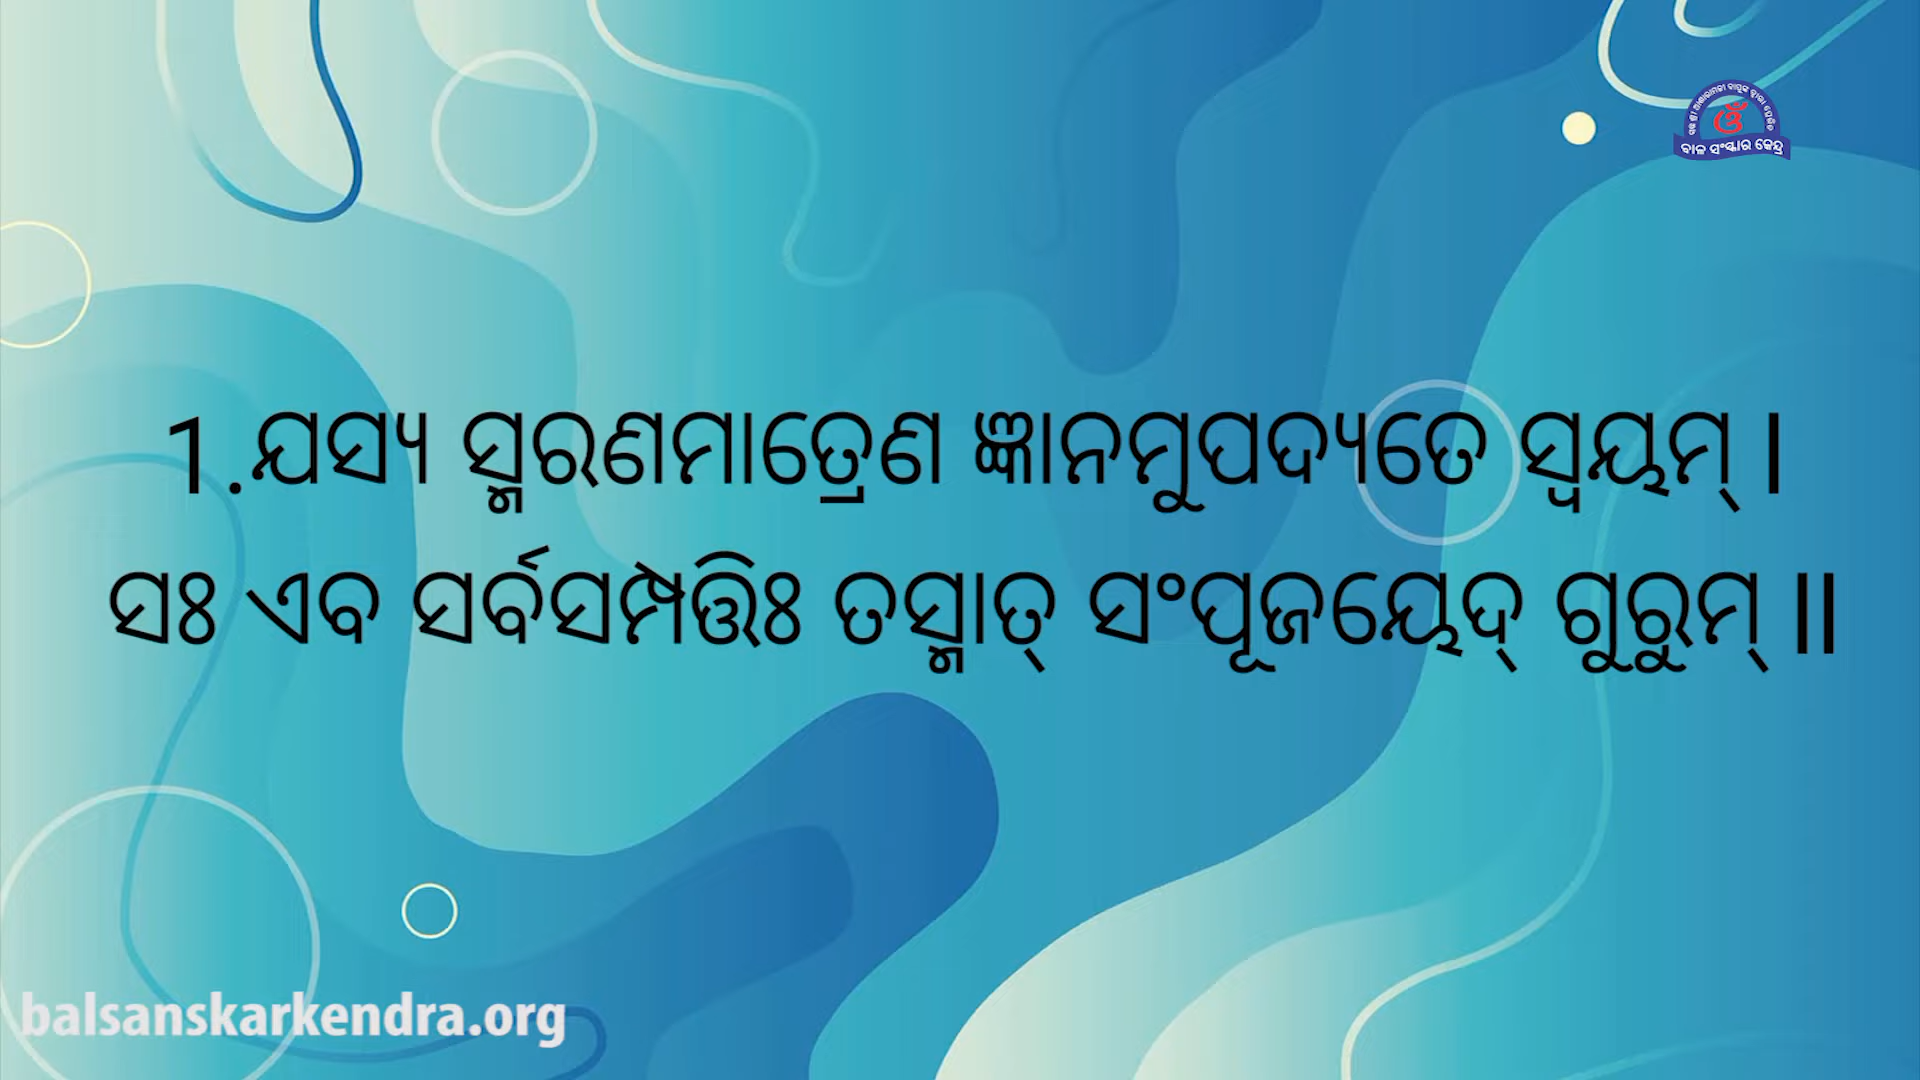 ବାଳ ସଂସ୍କାର କେନ୍ଦ୍ର
1.ଯସ୍ୟ ସ୍ମରଣମାତ୍ରେଣ ଜ୍ଞାନମୁପଦ୍ୟତେ ସ୍ୱୟମ୍ |
ସଃ ଏବ ସର୍ବସମ୍ପତ୍ତିଃ ତସ୍ମାତ୍ ସଂପୂଜୟେଦ୍ ଗୁରୁମ୍ ||
balsanskarkendra.org